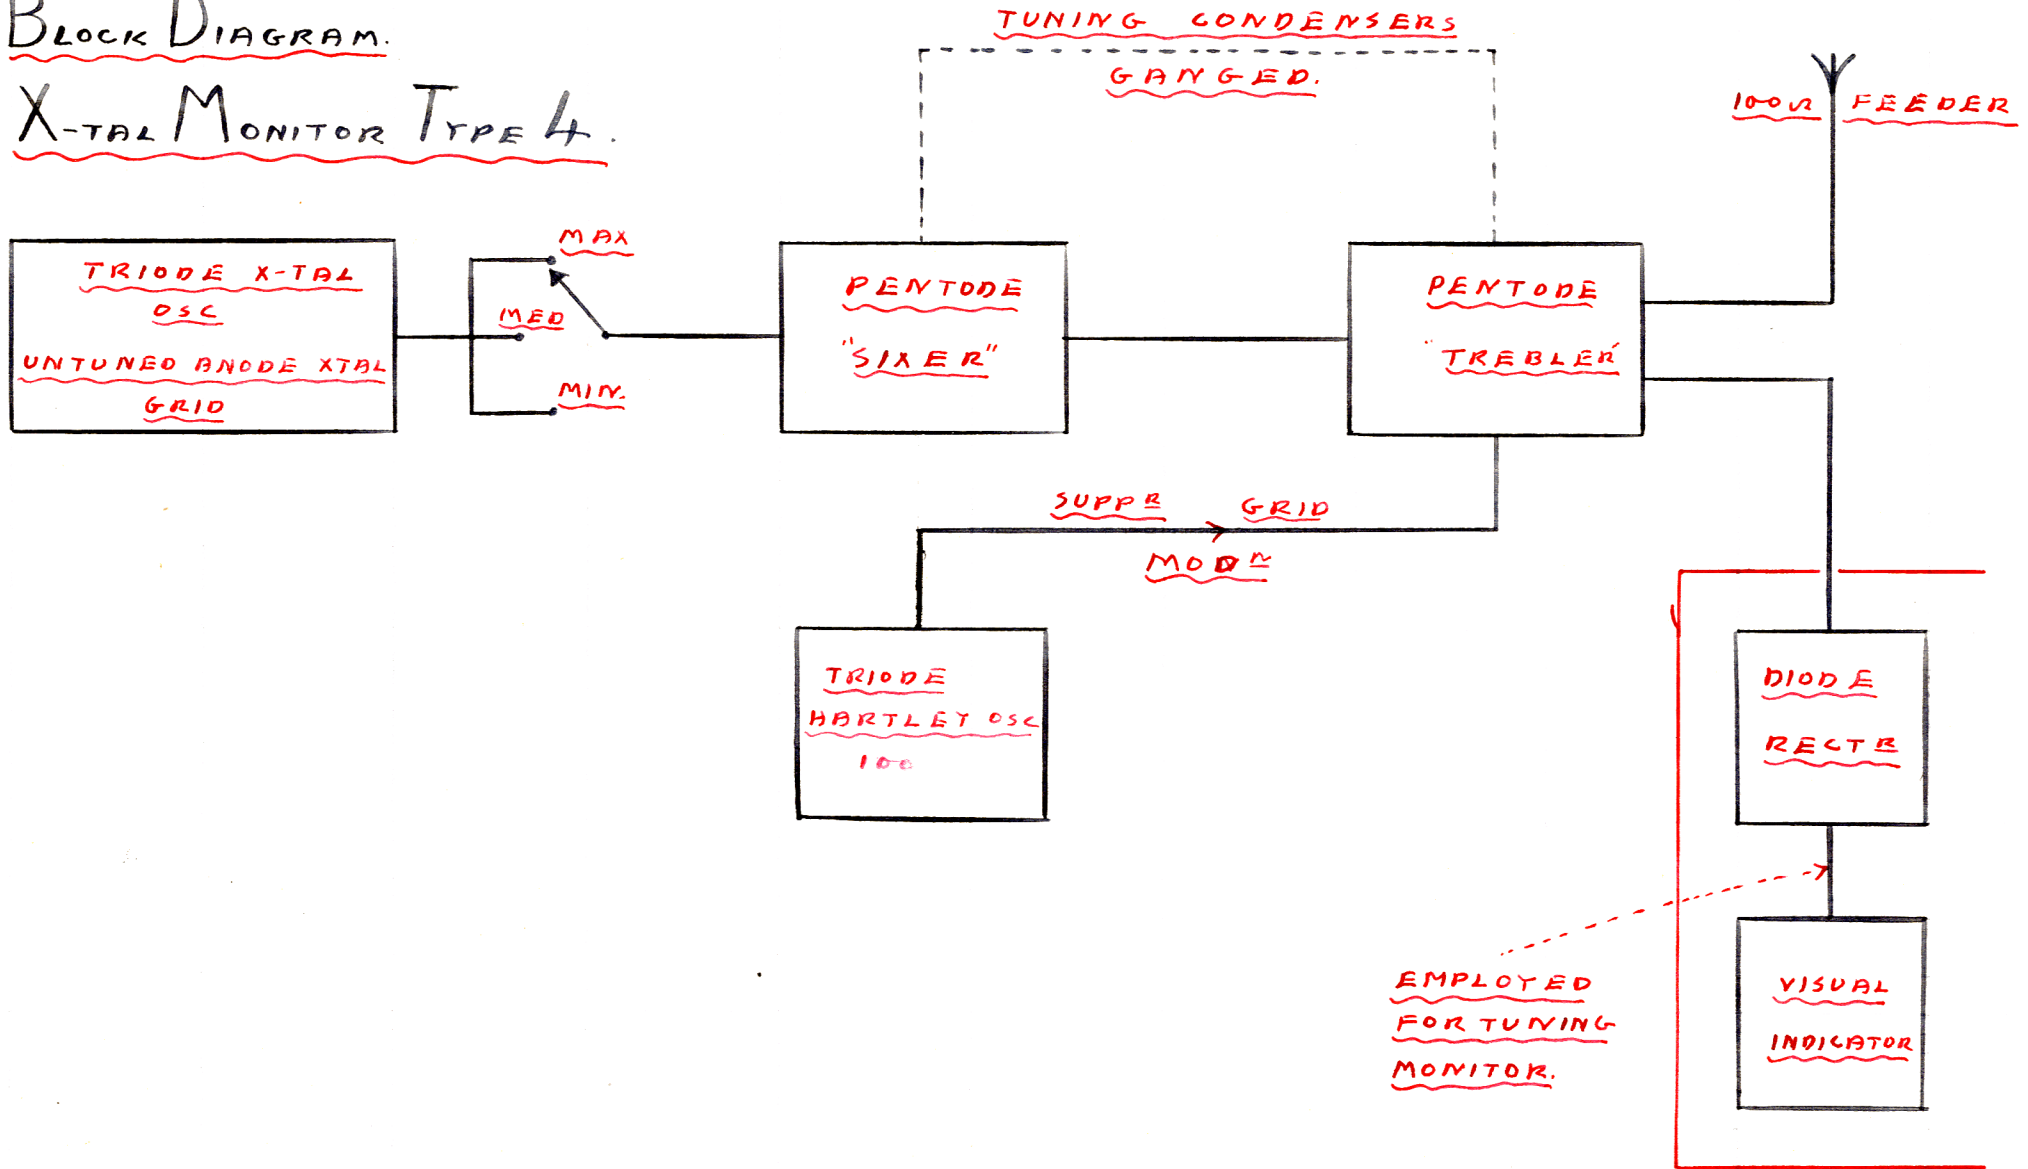 BLOCK DIAGRAM.
X-TAL MONITOR TYPE 4.
TUNING CONDENSERS
GANGED.
100Ω FEEDER
TRIODE X-TAL
OSC
UNTUNED ANODE XTAL
GRID
MAX
MED
MIN.
PENTODE
"SIXER"
PENTODE
"TREBLER"
SUPPR GRID
MODN
TRIODE
HARTLEY OSC
100
DIODE
RECTR
EMPLOYED
FOR TUNING
MONITOR.
VISUAL
INDICATOR